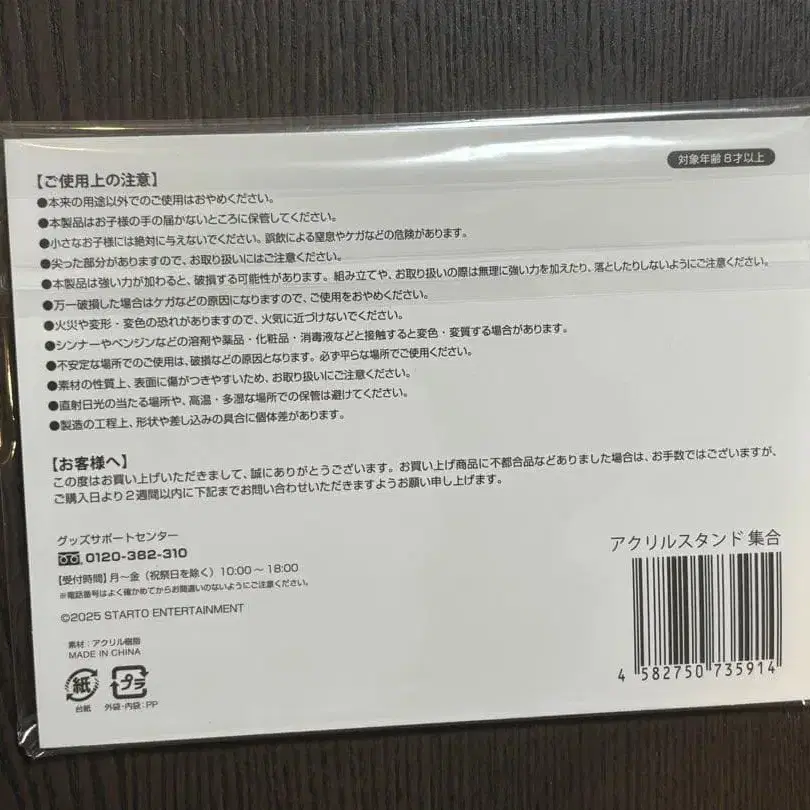 対象年齢8才以上
【ご使用上の注意】
●本来の用途以外でのご使用はおやめください。
●本製品はお子様の手の届かないところに保管してください。
●小さなお子様には絶対に与えないでください。誤飲による窒息やケガなどの危険があります。
●尖った部分がありますので、お取り扱いにはご注意ください。
●本製品は強い力が加わると、破損する可能性があります。組み立てや、お取り扱いの際は無理に強い力を加えたり、落としたりしないようにご注意ください。
●万一破損した場合はケガなどの原因になりますので、ご使用をおやめください。
●火災や変形・変色の恐れがありますので、火気に近づけないでください。
●シンナーやベンジンなどの溶剤や薬品・化粧品・消毒液などと接触すると変色・変質する場合があります。
●不安定な場所でのご使用は、破損などの原因となります。必ず平らな場所でご使用ください。
●素材の性質上、表面に傷がつきやすいため、お取り扱いにご注意ください。
●直射日光の当たる場所や、高温・多湿な場所での保管は避けてください。
●製造の工程上、形状や差し込みの具合に個体差があります。
【お客様へ】
この度はお買い上げいただきまして、誠にありがとうございます。お買い上げ商品に不都合品などありました場合は、お手数ではございますが、
ご購入日より2週間以内に下記までお問い合わせいただきますようお願い申し上げます。
グッズサポートセンター
0120-382-310
【受付時間】月～金（祝祭日を除く）10:00～18:00
※電話番号はよく確かめてからお間違いのないようにご注意ください。
©2025 STARTO ENTERTAINMENT
素材：アクリル樹脂
MADE IN CHINA
紙
プラ
台紙
外袋・内袋：PP
アクリルスタンド 集合
4 582750 735914